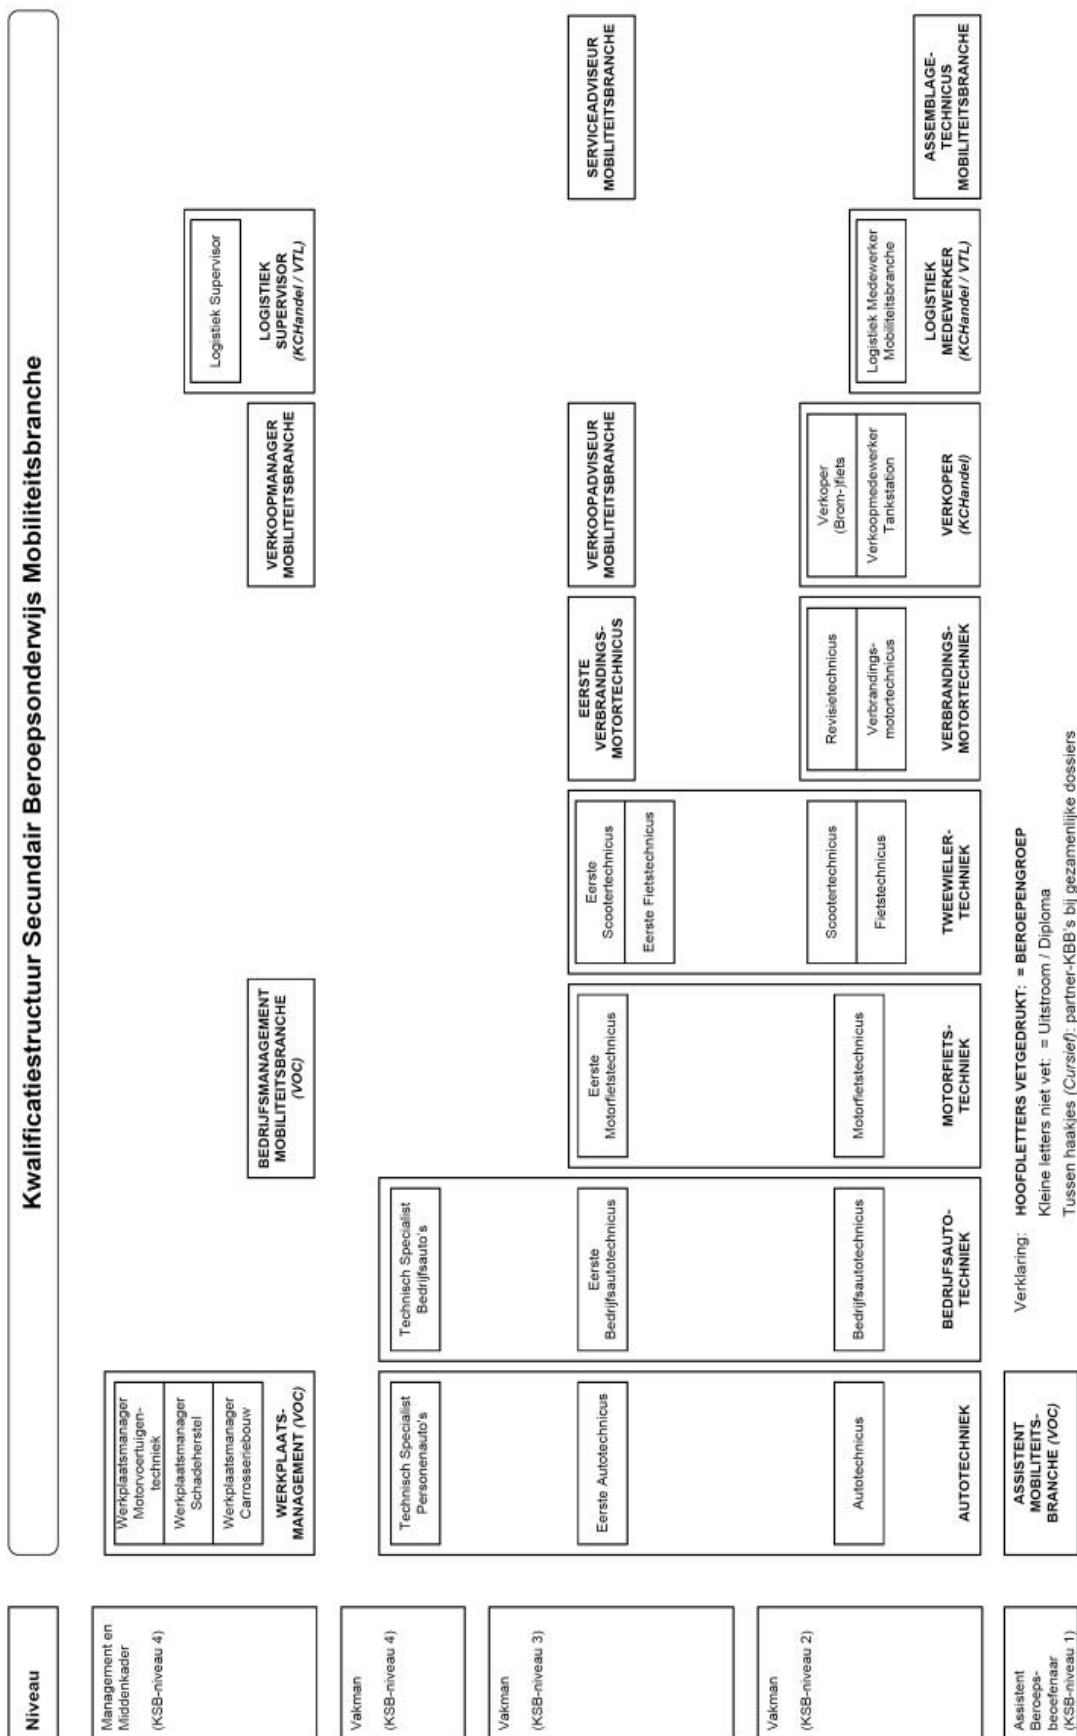 Niveau
Kwalificatiestructuur Secundair Beroepsonderwijs Mobiliteitsbranche
Management en
Middenkader
(KSB-niveau 4)
Werkplaatsmanager
Motorvoertuigen-
techniek
Werkplaatsmanager
Schadeherstel
Werkplaatsmanager
Carrosseriebouw
WERKPLAATS-
MANAGEMENT (VOC)
BEDRIJFSMANAGEMENT
MOBILITEITSBRANCHE
(VOC)
VERKOOPMANAGER
MOBILITEITSBRANCHE
Logistiek Supervisor
LOGISTIEK
SUPERVISOR
(KCHandel / VTL)
Vakman
(KSB-niveau 4)
Technisch Specialist
Personenauto's
Technisch Specialist
Bedrijfsauto's
Vakman
(KSB-niveau 3)
Eerste Autotechnicus
Eerste
Bedrijfsautotechnicus
Eerste
Motorfietstechnicus
Eerste
Scootertechnicus
Eerste Fietstechnicus
EERSTE
VERBRANDINGS-
MOTORTECHNICUS
VERKOOPADVISEUR
MOBILITEITSBRANCHE
SERVICEADVISEUR
MOBILITEITSBRANCHE
Vakman
(KSB-niveau 2)
Autotechnicus
AUTOTECHNIEK
Bedrijfsautotechnicus
BEDRIJFSAUTO-
TECHNIEK
Motorfietstechnicus
MOTORFIETS-
TECHNIEK
Scootertechnicus
Fietstechnicus
TWEEWIELER-
TECHNIEK
Revisietechnicus
Verbrandings-
motortechnicus
VERBRANDINGS-
MOTORTECHNIEK
Verkoper
(Brom-)fiets
Verkoopmedewerker
Tankstation
VERKOPER
(KCHandel)
Logistiek Medewerker
Mobiliteitsbranche
LOGISTIEK
MEDEWERKER
(KCHandel / VTL)
ASSEMBLAGE-
TECHNICUS
MOBILITEITSBRANCHE
Assistent
Beroeps-
beoefenaar
(KSB-niveau 1)
ASSISTENT
MOBILITEITS-
BRANCHE (VOC)
Verklaring: HOOFDLETTERS VETGEDRUKT: = BEROEPENGROEP
Kleine letters niet vet: = Uitstroom / Diploma
Tussen haakjes (Cursief): partner-KBB's bij gezamenlijke dossiers